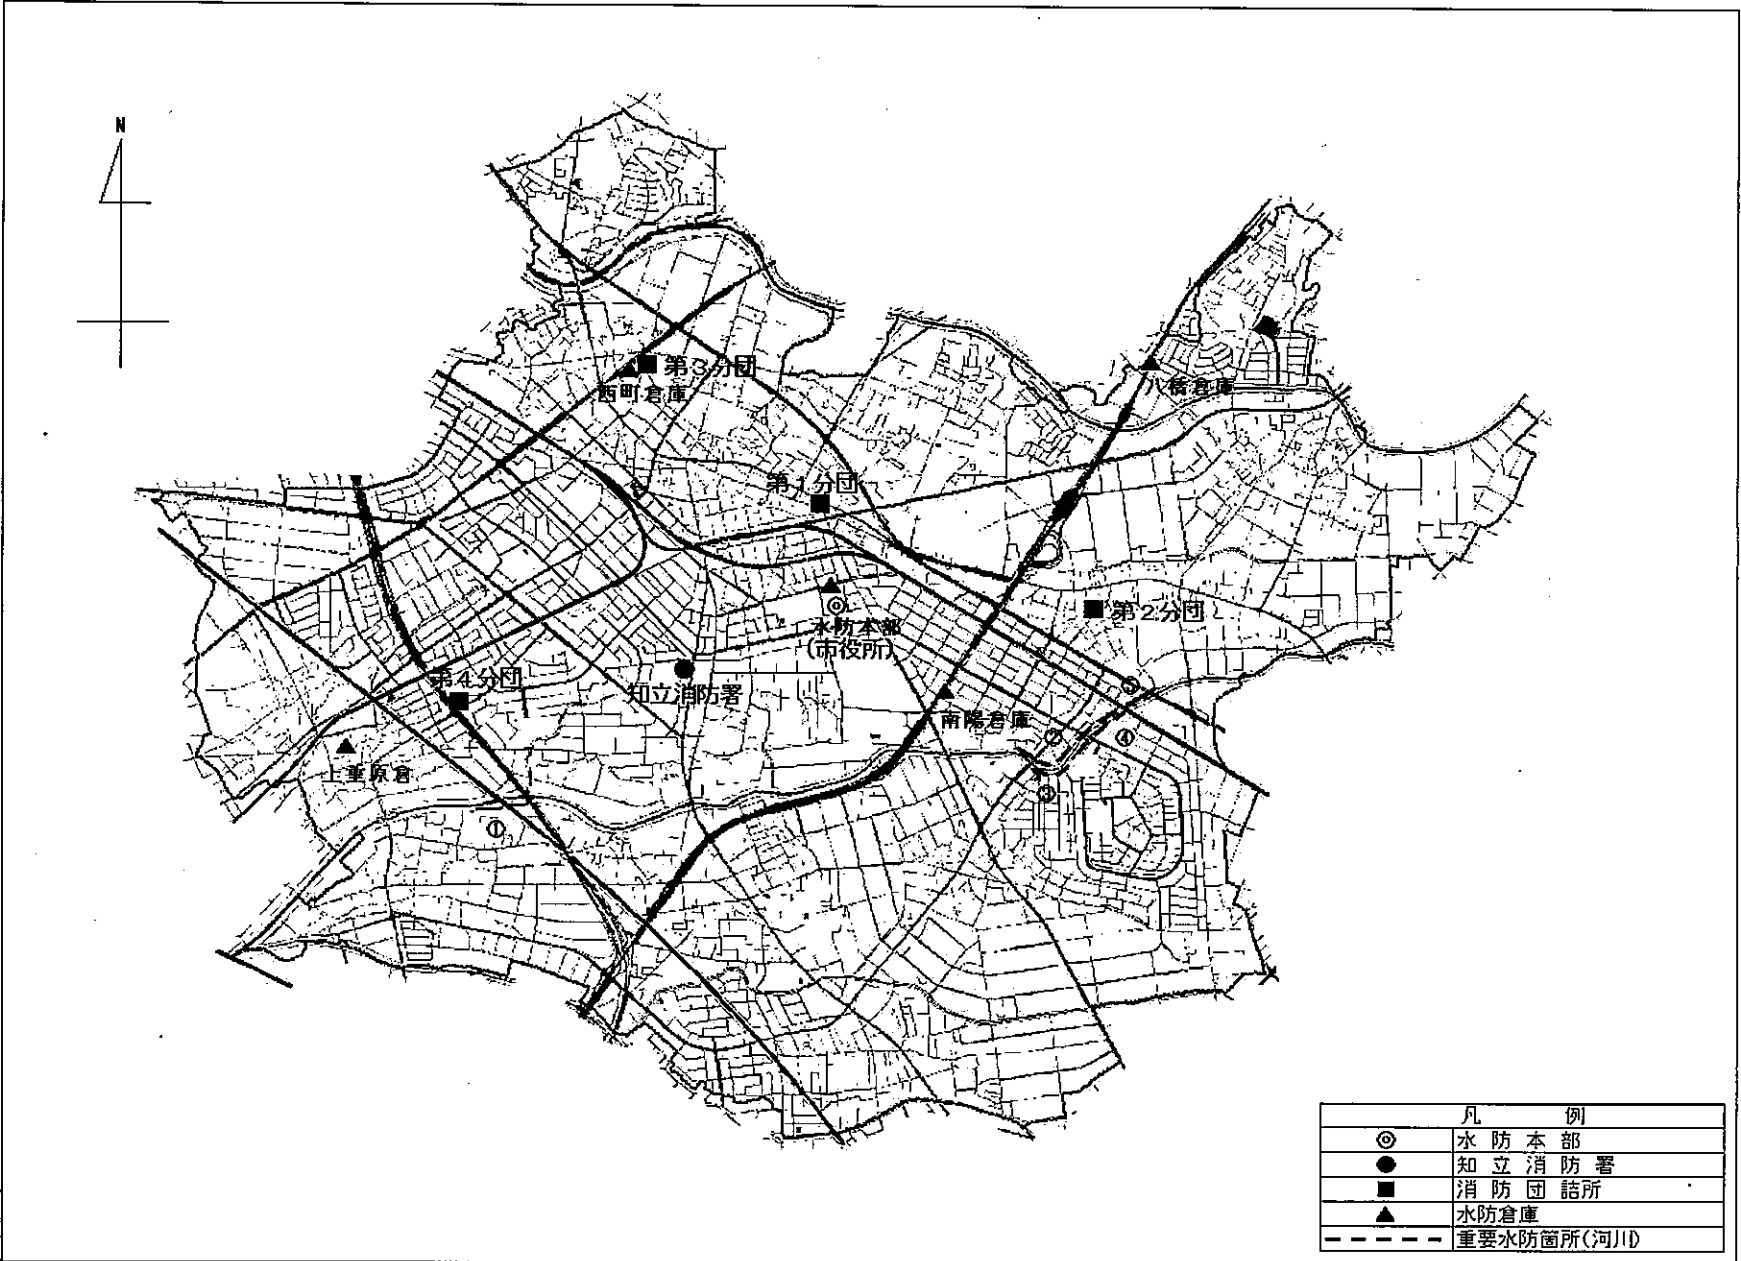 N
第3分団
西町倉庫
八橋倉庫
第1分団
第2分団
水防本部
(市役所)
第4分団
知立消防署
南陽倉庫
上重原倉
⑤
②
④
③
①
凡 例
水防本部
知立消防署
消防団詰所
水防倉庫
重要水防箇所(河川)